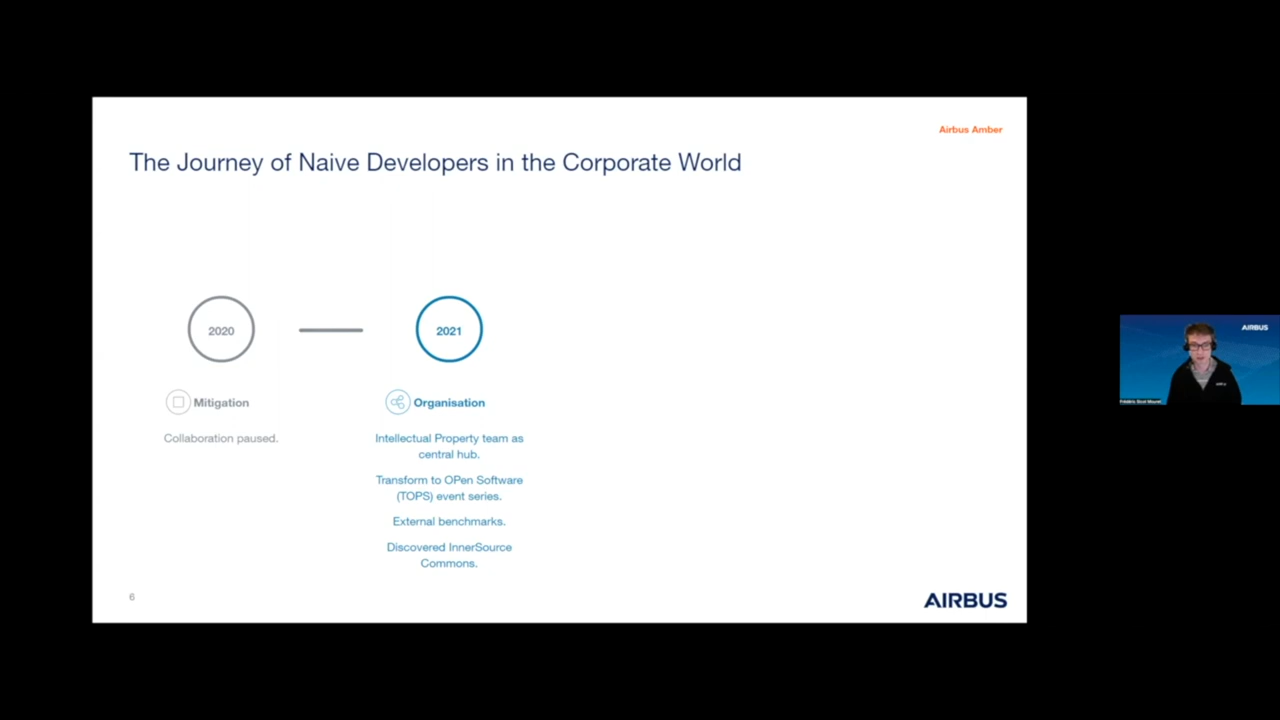 Airbus Amber
The Journey of Naive Developers in the Corporate World
2020
2021
Mitigation
Organisation
Collaboration paused.
Intellectual Property team as
central hub.
Transform to OPen Software
(TOPS) event series.
External benchmarks.
Discovered InnerSource
Commons.
6
AIRBUS
AIRBUS